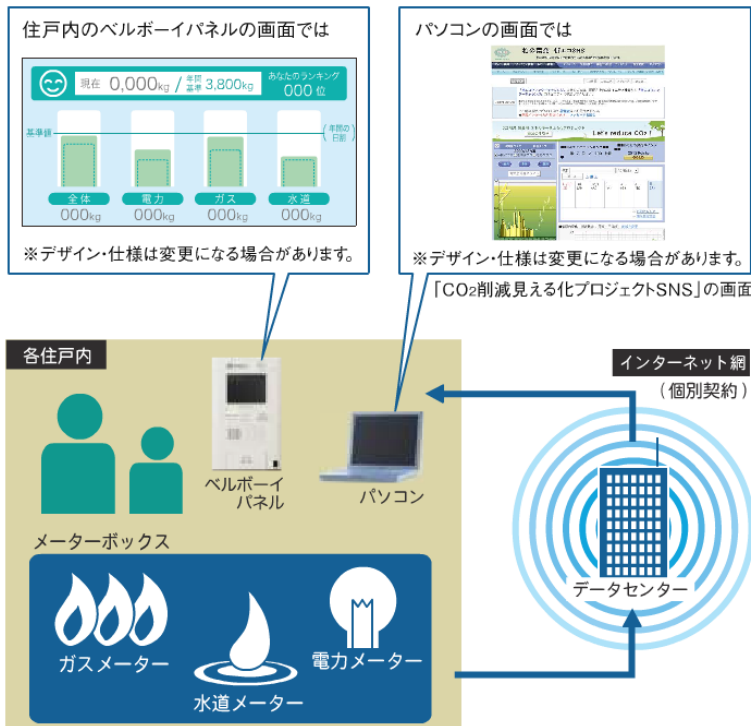 住戸内のベルボーイパネルの画面では
現在 0,000kg / 年間基準 3,800kg
あなたのランキング
000 位
基準値
(年間の目割)
全体
000kg
電力
000kg
ガス
000kg
水道
000kg
※デザイン・仕様は変更になる場合があります。
パソコンの画面では
Let's reduce CO2 !
※デザイン・仕様は変更になる場合があります。
「CO2削減見える化プロジェクトSNS」の画面
各住戸内
ベルボーイ
パネル
パソコン
インターネット網
(個別契約)
データセンター
メーターボックス
ガスメーター
水道メーター
電力メーター